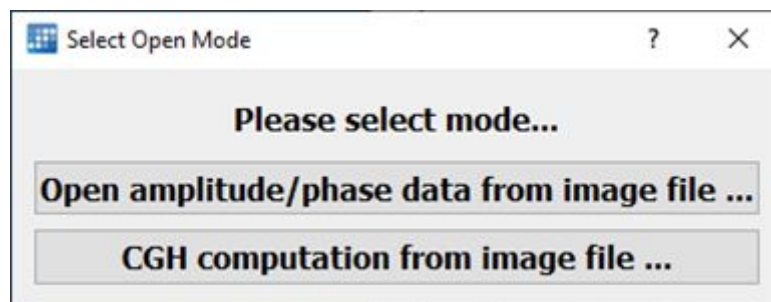 Select Open Mode
?
Please select mode...
Open amplitude/phase data from image file ...
CGH computation from image file ...